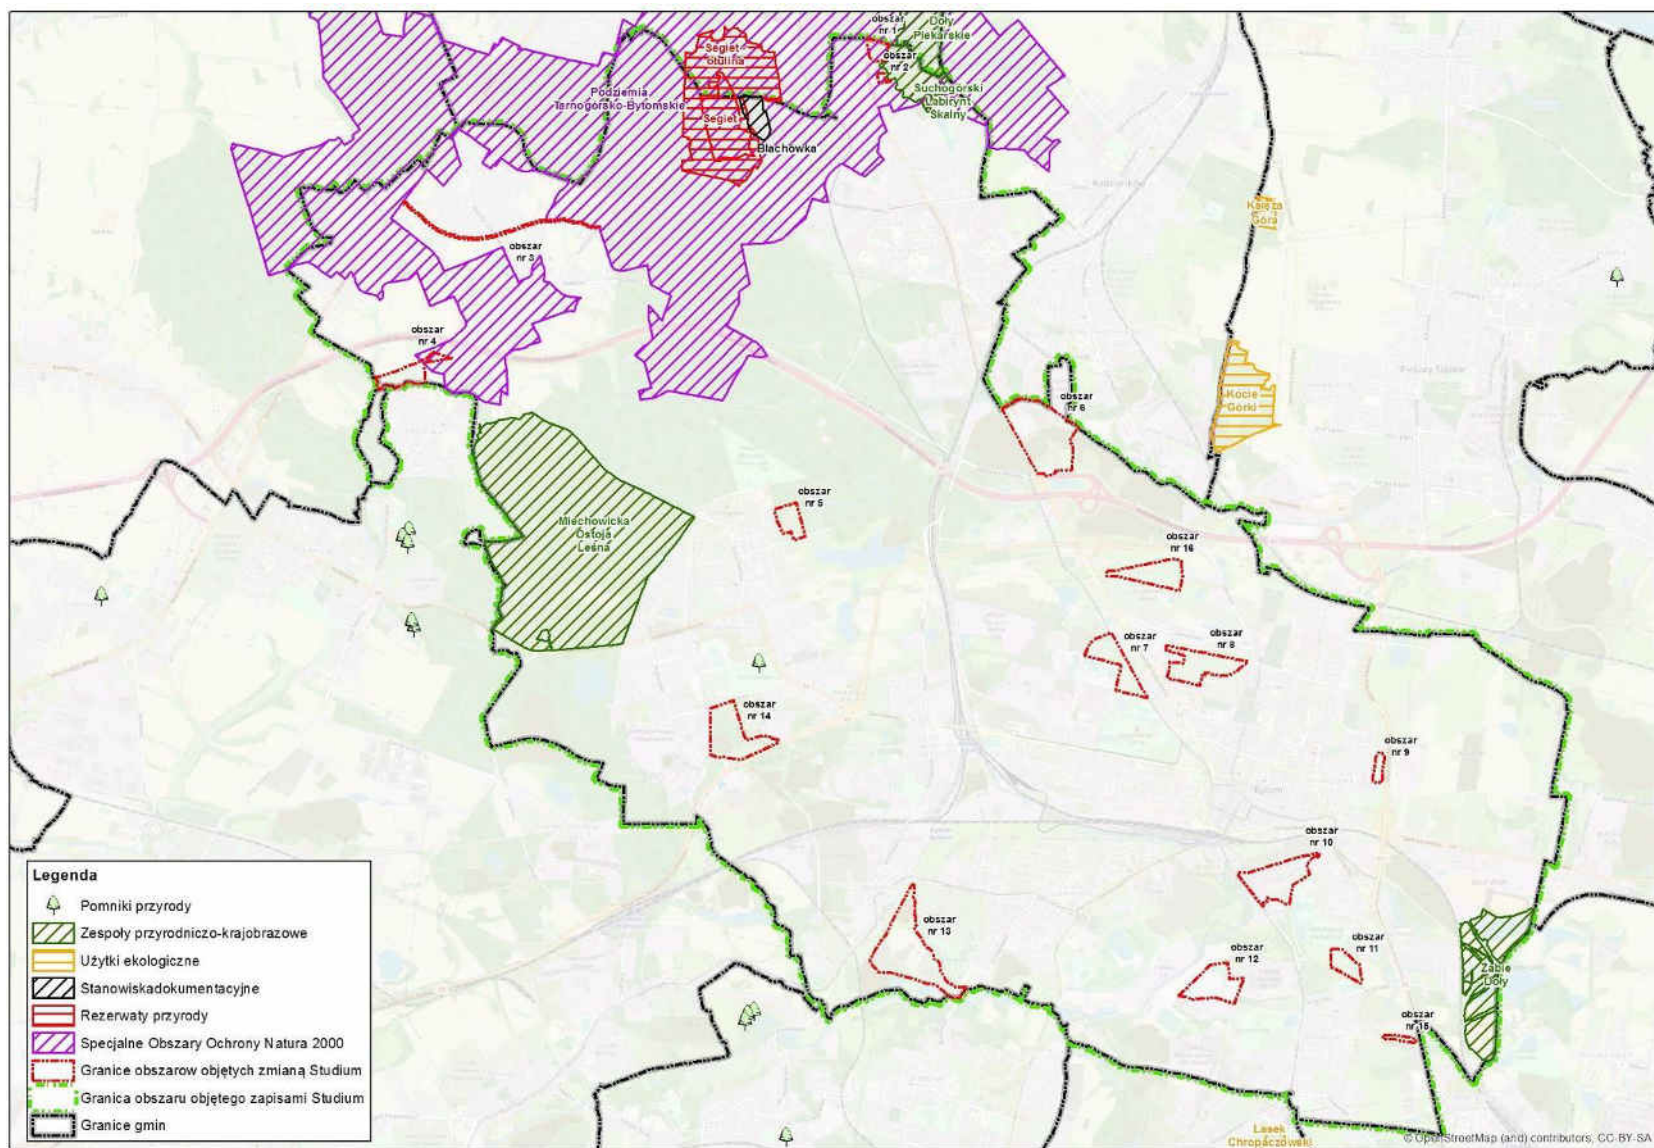 obszar
nr 1
Doły
Piekarskie
Segiet
otulina
obszar
nr 2
Podziemia
Tarnogórsko-Bytomskie
Suchogórski
Labirynt
Skalny
Segiet
Blachówka
Księża
Góra
obszar
nr 3
obszar
nr 4
obszar
nr 6
Kocie
Górki
obszar
nr 5
Miechowicka
Ostoja
Leśna
obszar
nr 16
obszar
nr 7
obszar
nr 8
obszar
nr 14
obszar
nr 9
obszar
nr 10
obszar
nr 13
obszar
nr 12
obszar
nr 11
Żabie
Doły
obszar
nr 15
Lasek
Chropaczowski
Legenda
Pomniki przyrody
Zespoły przyrodniczo-krajobrazowe
Użytki ekologiczne
Stanowiskadokumentacyjne
Rezerwaty przyrody
Specjalne Obszary Ochrony Natura 2000
Granice obszarow objętych zmianą Studium
Granica obszaru objętego zapisami Studium
Granice gmin
© OpenStreetMap (and) contributors, CC-BY-SA